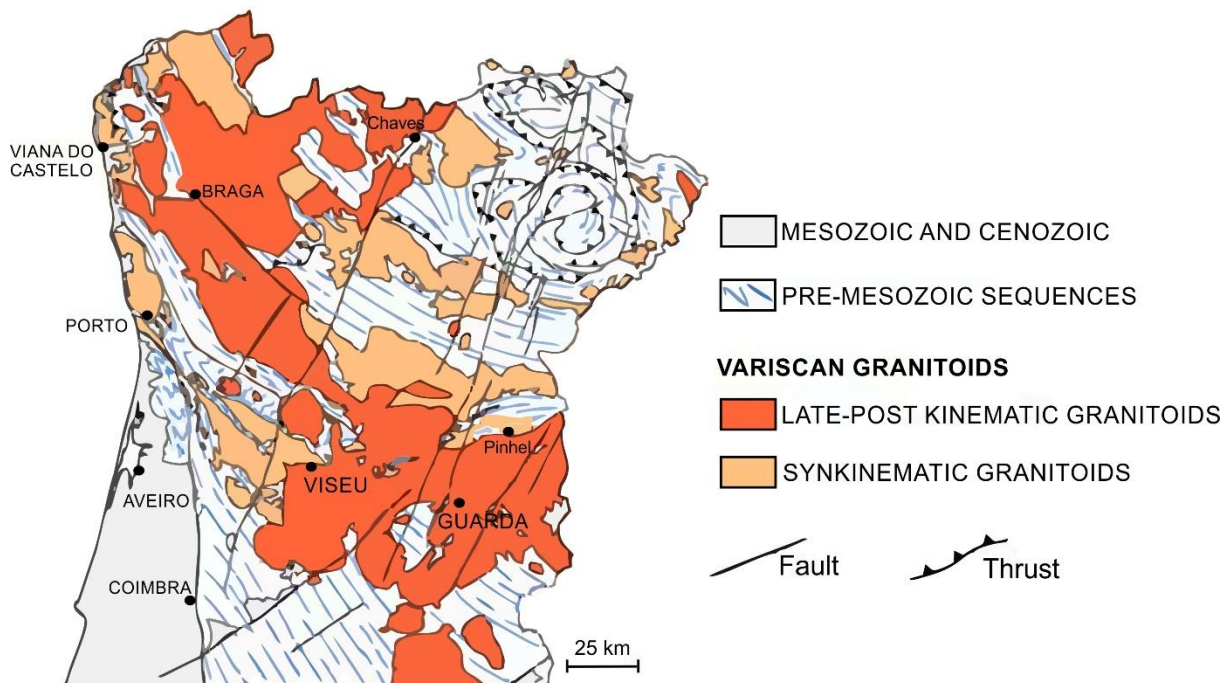 Chaves
VIANA DO
CASTELO
BRAGA
PORTO
Pinhel
VISEU
AVEIRO
GUARDA
COIMBRA
25 km
MESOZOIC AND CENOZOIC
PRE-MESOZOIC SEQUENCES
VARISCAN GRANITOIDS
LATE-POST KINEMATIC GRANITOIDS
SYNKINEMATIC GRANITOIDS
Fault
Thrust